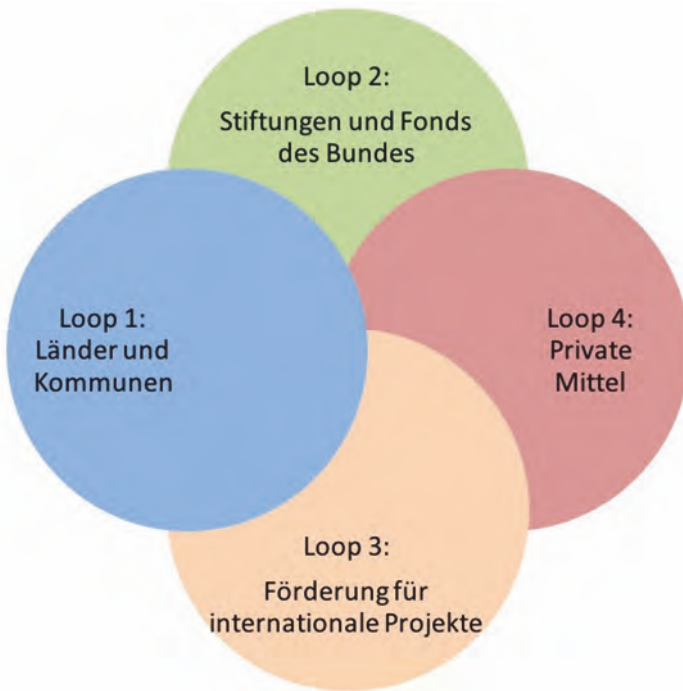 Loop 2:
Stiftungen und Fonds
des Bundes
Loop 1:
Länder und
Kommunen
Loop 4:
Private
Mittel
Loop 3:
Förderung für
internationale Projekte